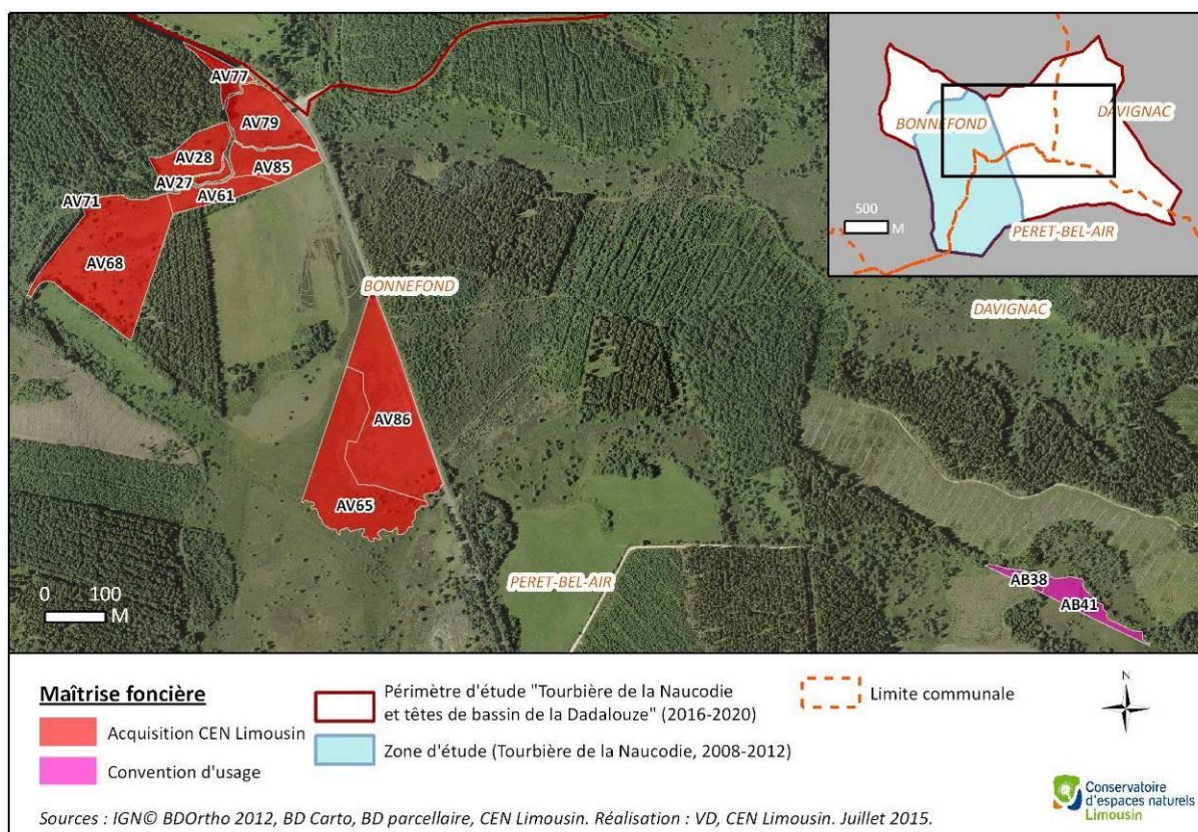 AV77
AV79
AV28
AV85
AV27
AV61
AV71
AV68
BONNEFOND
AV86
AV65
PERET-BEL-AIR
DAVIGNAC
AB38
AB41
0 100
M
DAVIGNAC
BONNEFOND
PERET-BEL-AIR
500
M
Maîtrise foncière
Acquisition CEN Limousin
Convention d'usage
Périmètre d'étude "Tourbière de la Naucodie
et têtes de bassin de la Dadalouze" (2016-2020)
Zone d'étude (Tourbière de la Naucodie, 2008-2012)
Limite communale
N
Conservatoire
d'espaces naturels
Limousin
Sources : IGN© BDOrtho 2012, BD Carto, BD parcellaire, CEN Limousin. Réalisation : VD, CEN Limousin. Juillet 2015.